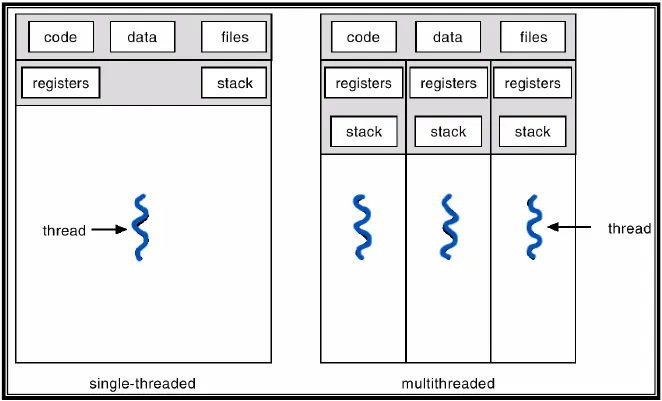 code data files
registers stack
thread
single-threaded
code data files
registers registers registers
stack stack stack
thread
multithreaded